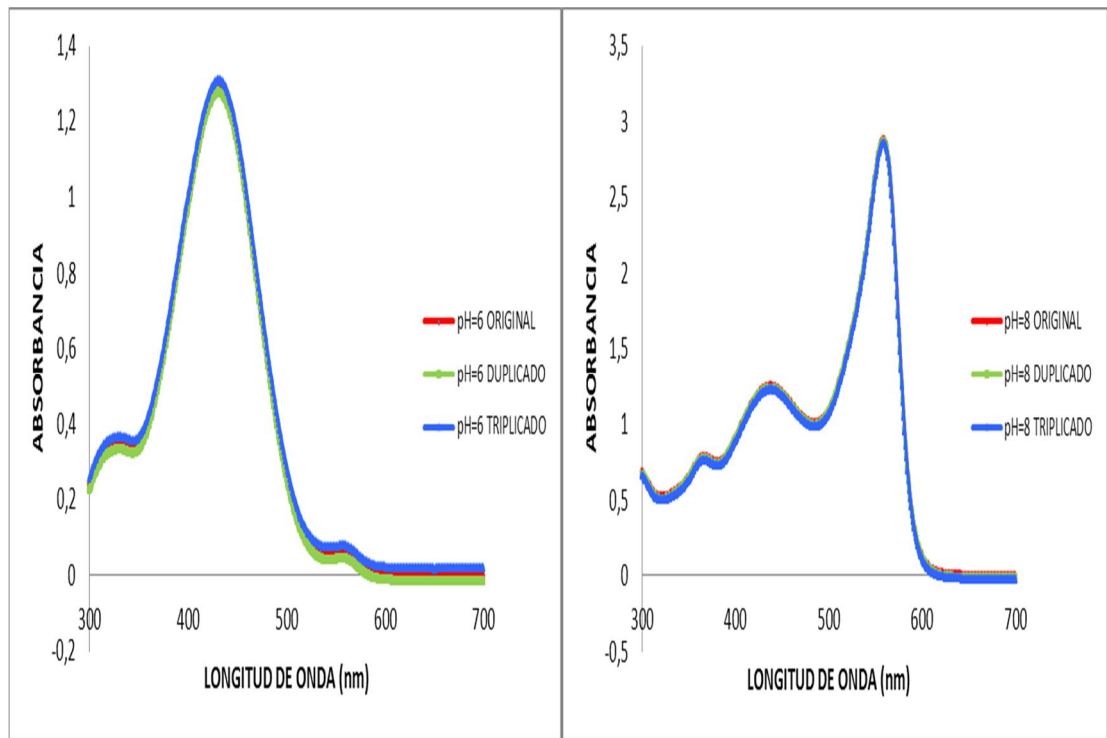 1,4
1,2
1
0,8
0,6
0,4
0,2
0
-0,2
ABSORBANCIA
300
400
500
600
700
LONGITUD DE ONDA (nm)
pH=6 ORIGINAL
pH=6 DUPLICADO
pH=6 TRIPLICADO
3,5
3
2,5
2
1,5
1
0,5
0
-0,5
ABSORBANCIA
300
400
500
600
700
LONGITUD DE ONDA (nm)
pH=8 ORIGINAL
pH=8 DUPLICADO
pH=8 TRIPLICADO